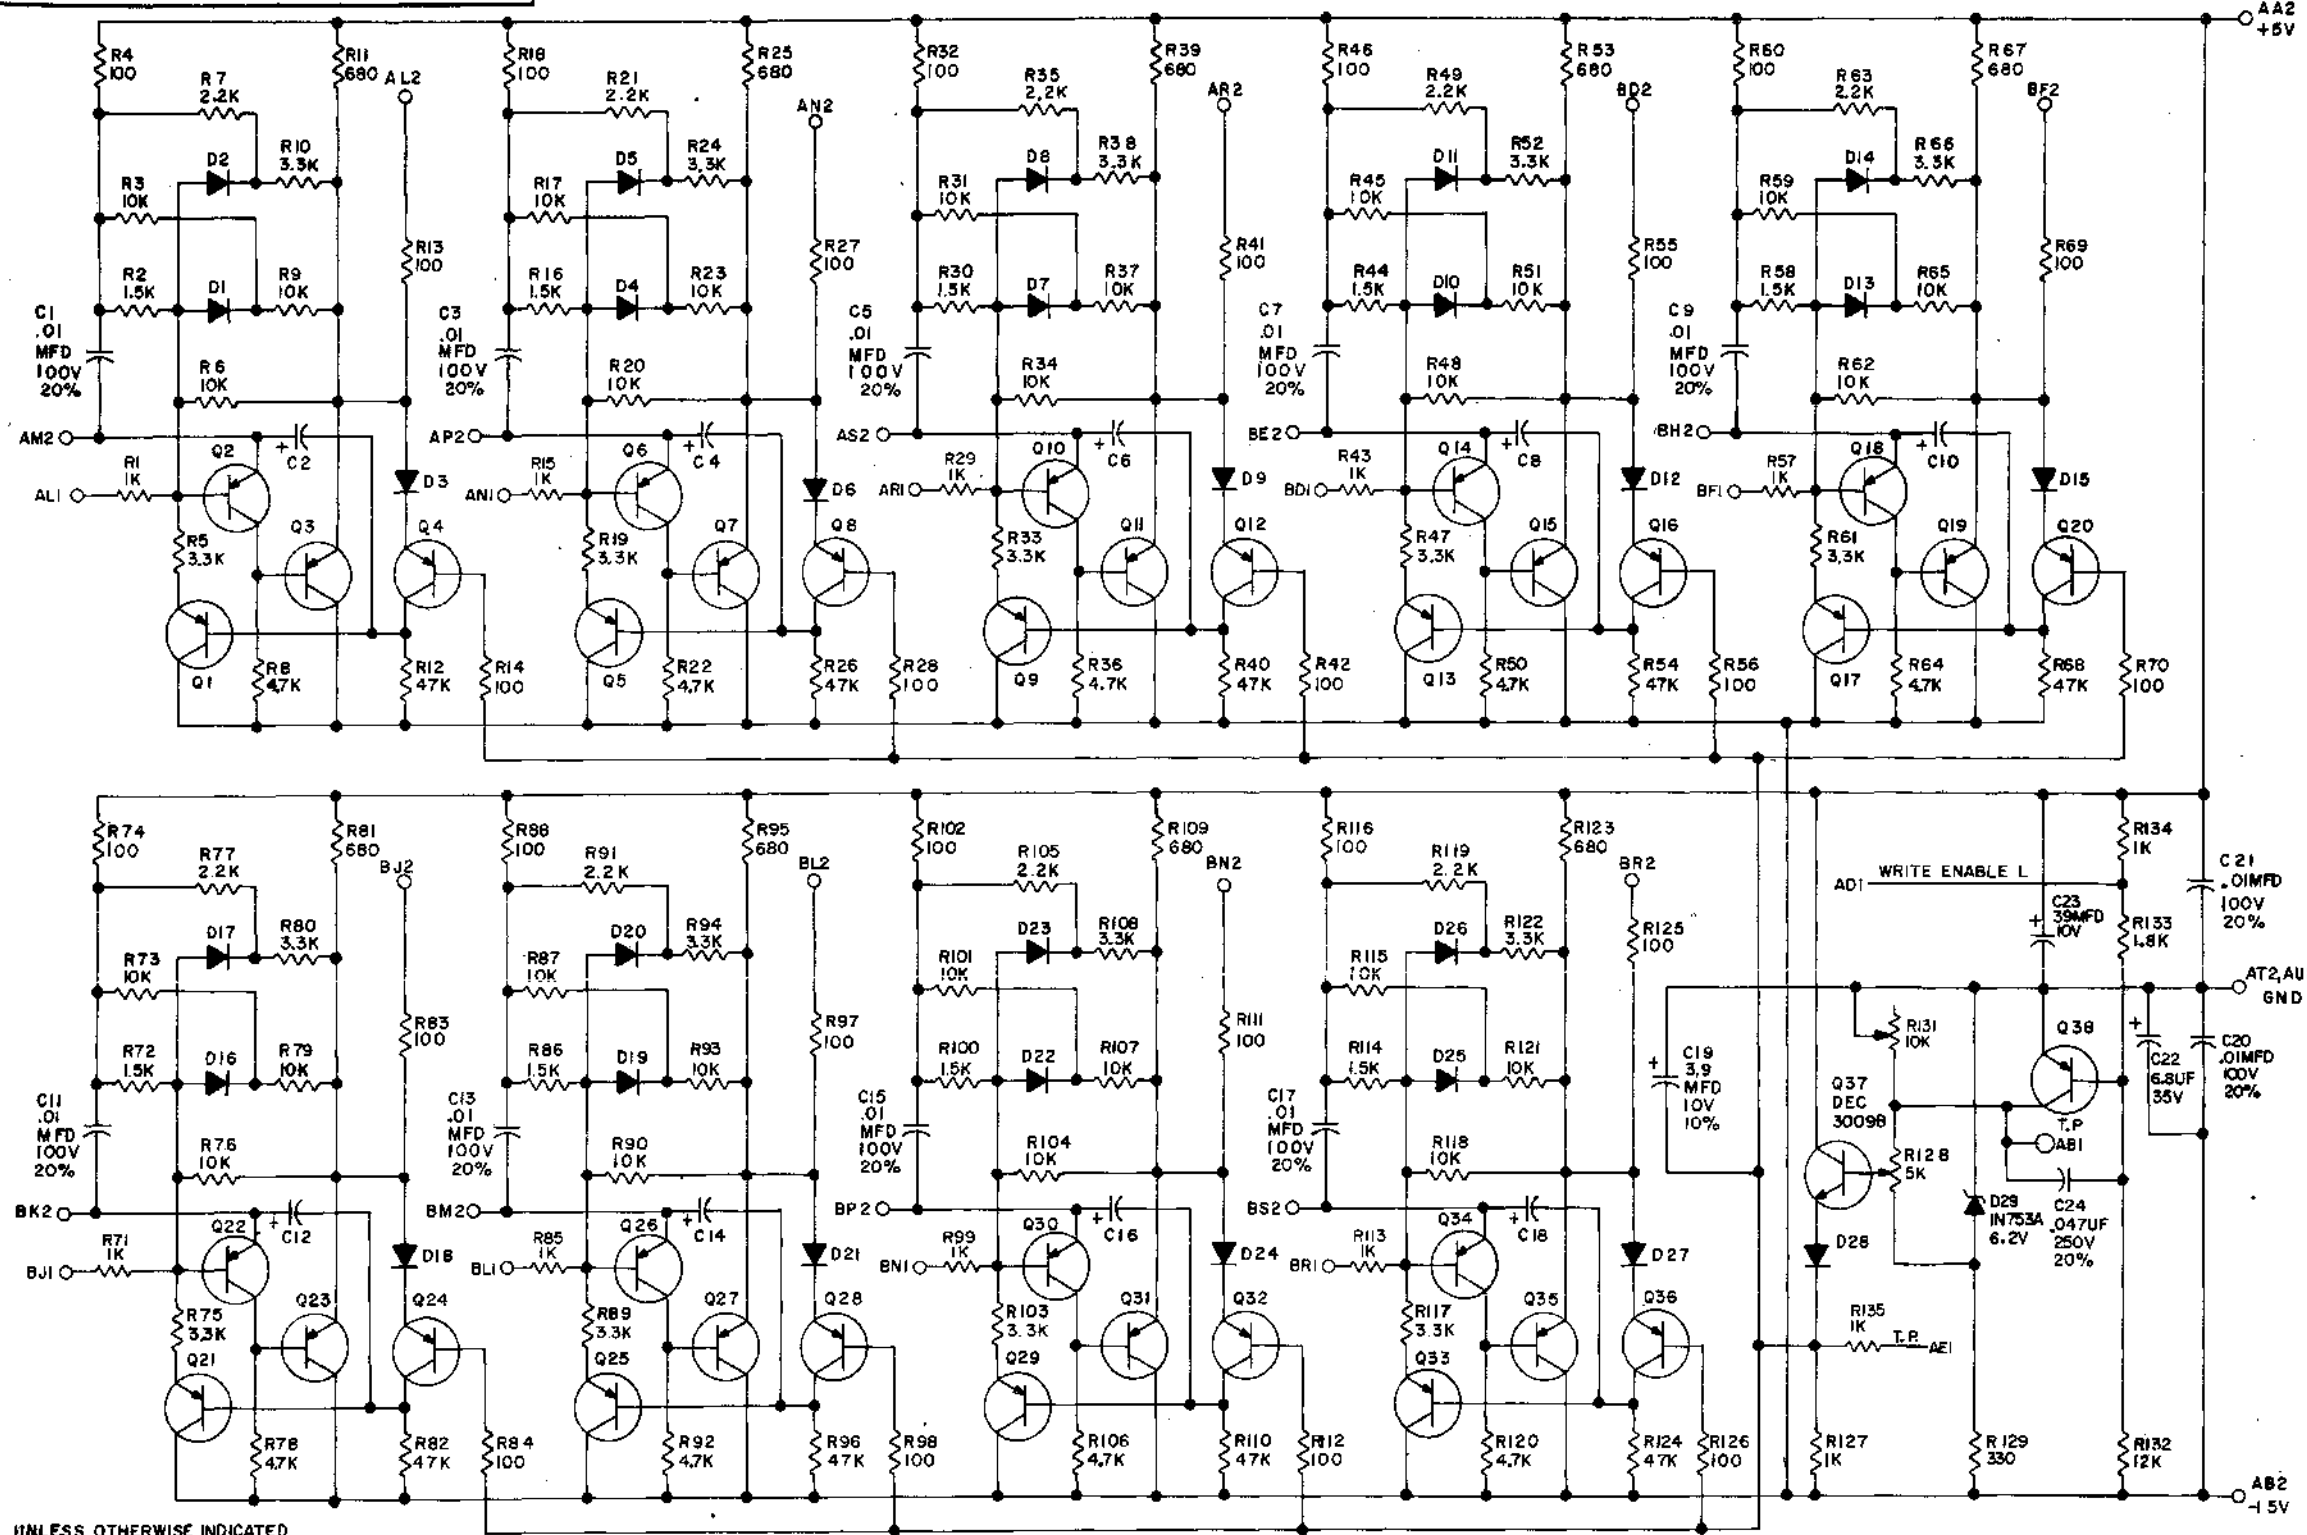 AA2
+5V
R4
100
R11
680
AL2
R7
2.2K
D2
R10
3.3K
R3
10K
R13
100
R2
1.5K
D1
R9
10K
C1
.01
MFD
100V
20%
R6
10K
AM2
Q2
+
C2
R1
1K
AL1
D3
R5
3.3K
Q3
Q4
Q1
R8
4.7K
R12
47K
R14
100
R18
100
R25
680
AN2
R21
2.2K
D5
R24
3.3K
R17
10K
R27
100
R16
1.5K
D4
R23
10K
C3
.01
MFD
100V
20%
R20
10K
AP2
Q6
+
C4
R15
1K
AN1
D6
R19
3.3K
Q7
Q8
Q5
R22
4.7K
R26
47K
R28
100
R32
100
R39
680
AR2
R35
2.2K
D8
R38
3.3K
R31
10K
R41
100
R30
1.5K
D7
R37
10K
C5
.01
MFD
100V
20%
R34
10K
AS2
Q10
+
C6
R29
1K
AR1
D9
R33
3.3K
Q11
Q12
Q9
R36
4.7K
R40
47K
R42
100
R46
100
R53
680
BD2
R49
2.2K
D11
R52
3.3K
R45
10K
R55
100
R44
1.5K
D10
R51
10K
C7
.01
MFD
100V
20%
R48
10K
BE2
Q14
+
C8
R43
1K
BD1
D12
R47
3.3K
Q15
Q16
Q13
R50
4.7K
R54
47K
R56
100
R60
100
R67
680
BF2
R63
2.2K
D14
R66
3.3K
R59
10K
R69
100
R58
1.5K
D13
R65
10K
C9
.01
MFD
100V
20%
R62
10K
BH2
Q18
+
C10
R57
1K
BF1
D15
R61
3.3K
Q19
Q20
Q17
R64
4.7K
R68
47K
R70
100
R74
100
R81
680
BJ2
R77
2.2K
D17
R80
3.3K
R73
10K
R83
100
R72
1.5K
D16
R79
10K
C11
.01
MFD
100V
20%
R76
10K
BK2
Q22
+
C12
R71
1K
BJ1
D18
R75
3.3K
Q23
Q24
Q21
R78
4.7K
R82
47K
R84
100
R88
100
R95
680
BL2
R91
2.2K
D20
R94
3.3K
R87
10K
R97
100
R86
1.5K
D19
R93
10K
C13
.01
MFD
100V
20%
R90
10K
BM2
Q26
+
C14
R85
1K
BL1
D21
R89
3.3K
Q27
Q28
Q25
R92
4.7K
R96
47K
R98
100
R102
100
R109
680
BN2
R105
2.2K
D23
R108
3.3K
R101
10K
R111
100
R100
1.5K
D22
R107
10K
C15
.01
MFD
100V
20%
R104
10K
BP2
Q30
+
C16
R99
1K
BN1
D24
R103
3.3K
Q31
Q32
Q29
R106
4.7K
R110
47K
R112
100
R116
100
R123
680
BR2
R119
2.2K
D26
R122
3.3K
R115
10K
R125
100
R114
1.5K
D25
R121
10K
C17
.01
MFD
100V
20%
R118
10K
BS2
Q34
+
C18
R113
1K
BR1
D27
R117
3.3K
Q35
Q36
Q33
R120
4.7K
R124
47K
R126
100
R134
1K
AD1 WRITE ENABLE L
C21
.01MFD
100V
20%
+
C23
39MFD
10V
R133
1.8K
AT2,AU
GND
+
C19
3.9
MFD
10V
10%
R131
10K
Q38
+
C22
6.8UF
35V
C20
.01MFD
100V
20%
Q37
DEC
3009B
T.P
AB1
R128
5K
D29
IN753A
6.2V
C24
.047UF
250V
20%
D28
R135
1K
T.P.
AE1
R127
1K
R129
330
R132
12K
AB2
-15V
UNLESS OTHERWISE INDICATED